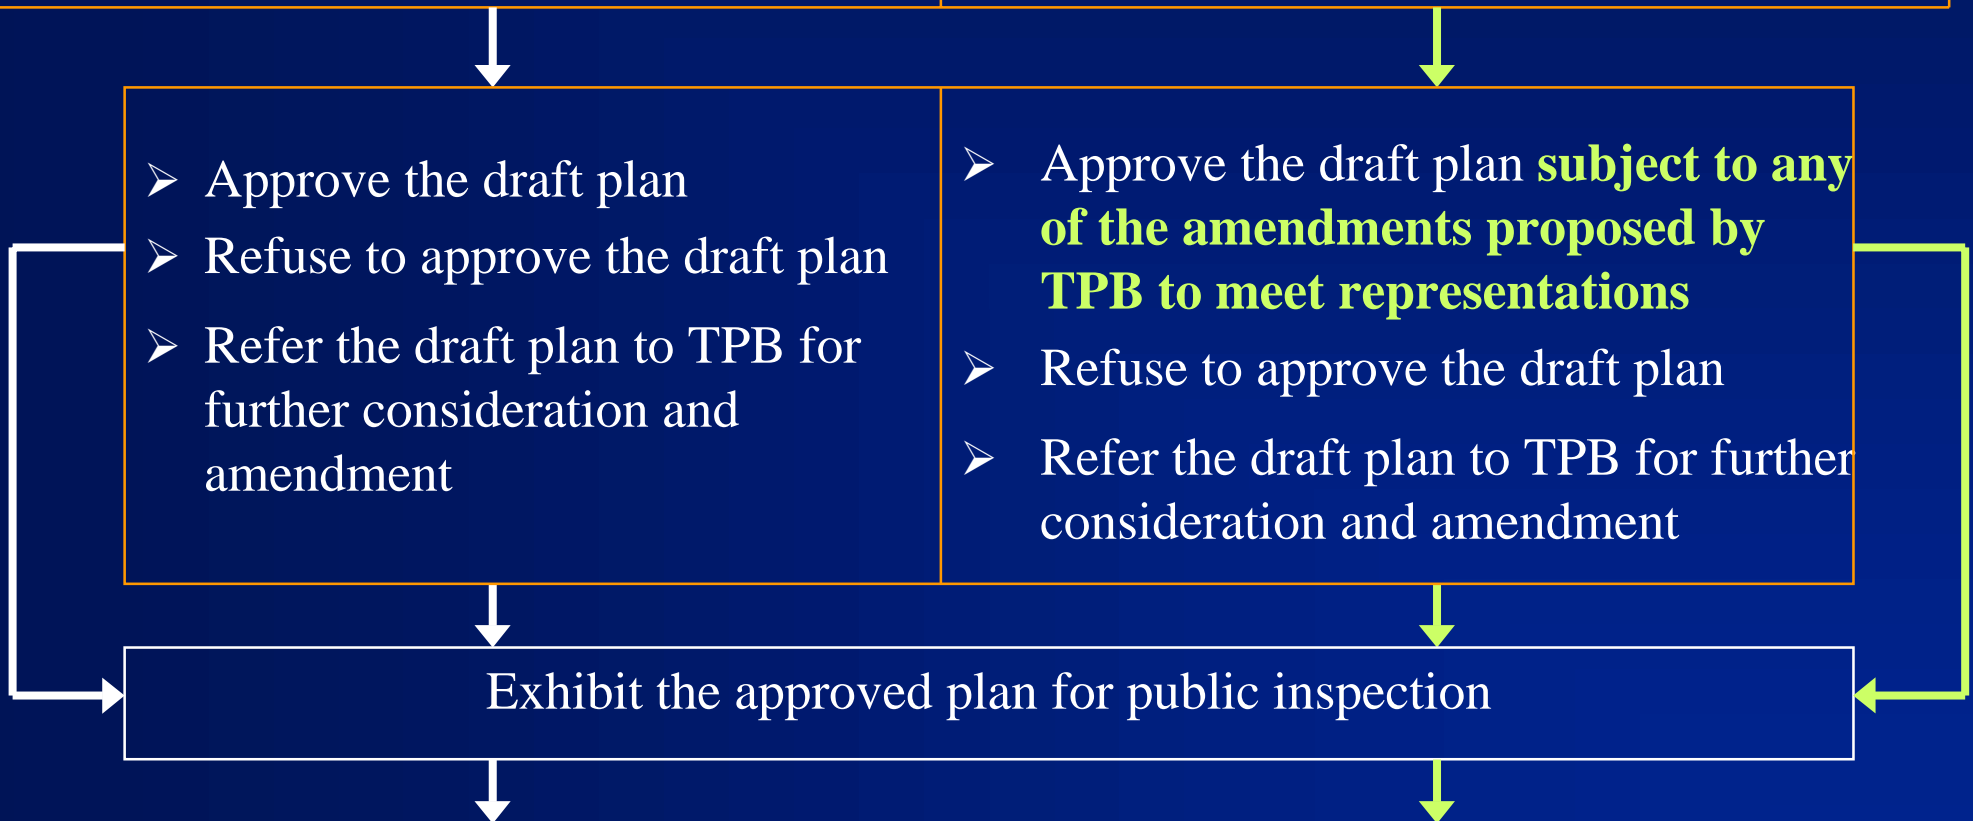 ➢ Approve the draft plan
➢ Refuse to approve the draft plan
➢ Refer the draft plan to TPB for
further consideration and
amendment
➢ Approve the draft plan subject to any
of the amendments proposed by
TPB to meet representations
➢ Refuse to approve the draft plan
➢ Refer the draft plan to TPB for further
consideration and amendment
Exhibit the approved plan for public inspection